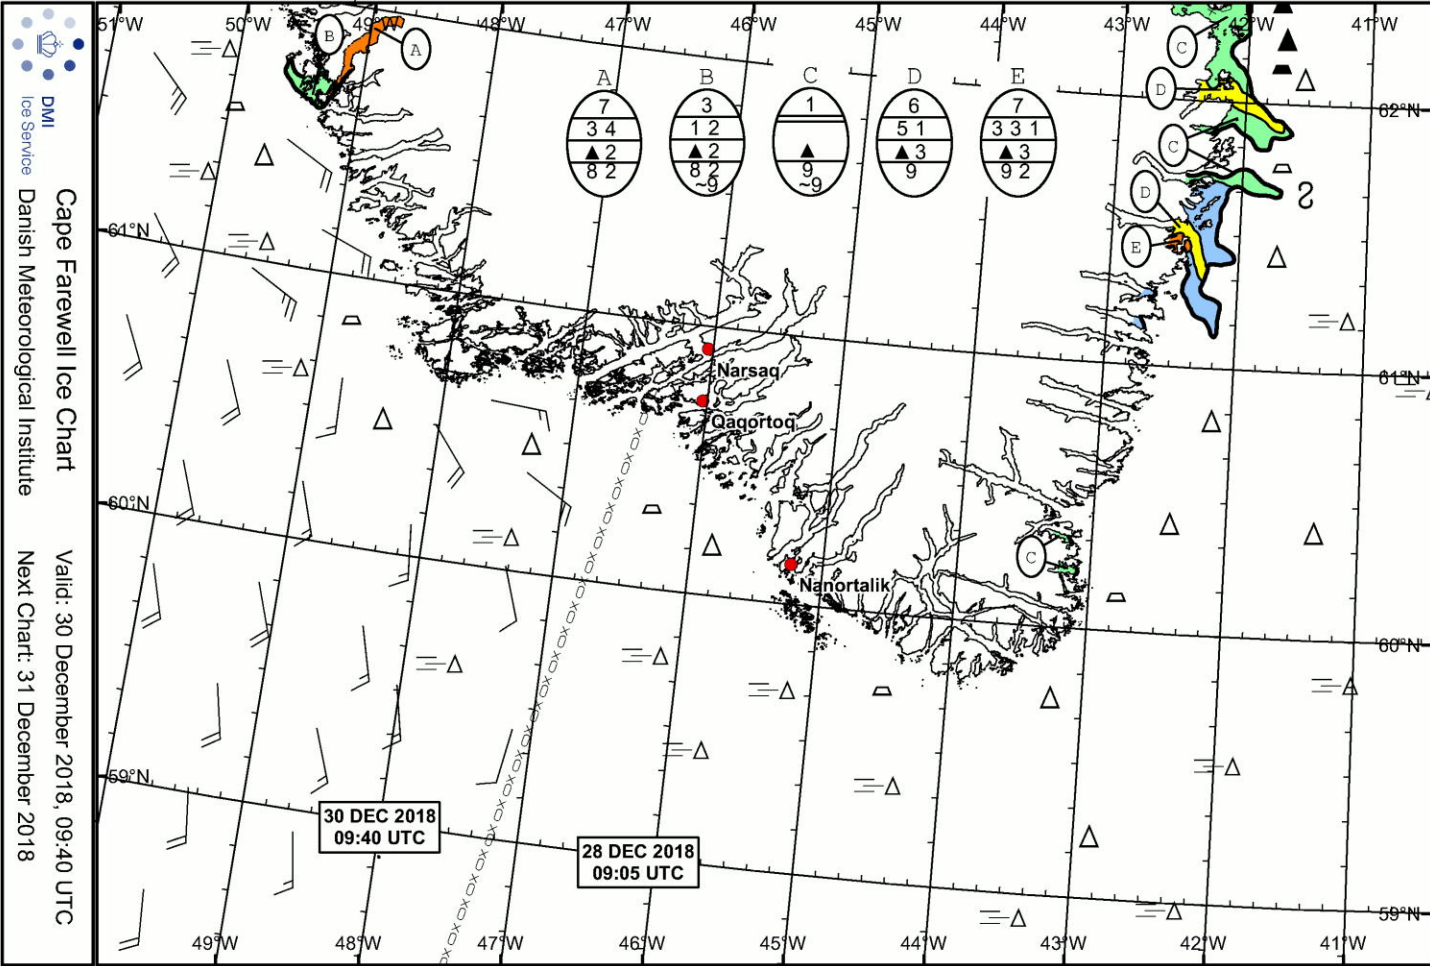 DMI
Ice Service
Cape Farewell Ice Chart
Danish Meteorological Institute
Valid: 30 December 2018, 09:40 UTC
Next Chart: 31 December 2018
51°W 50°W 49°W 48°W 47°W 46°W 45°W 44°W 43°W 42°W 41°W
B
A
C
D
C
D
E
62°N
A B C D E
7 3 1 6 7
3 4 1 2 5 1 3 3 1
▲2 ▲2 ▲ ▲3 ▲3
8 2 8 2 9 9 9 2
~9 ~9
61°N
61°N
Narsaq
Qaqortoq
60°N
C
Nanortalik
60°N
59°N
30 DEC 2018
09:40 UTC
28 DEC 2018
09:05 UTC
59°N
49°W 48°W 47°W 46°W 45°W 44°W 43°W 42°W 41°W